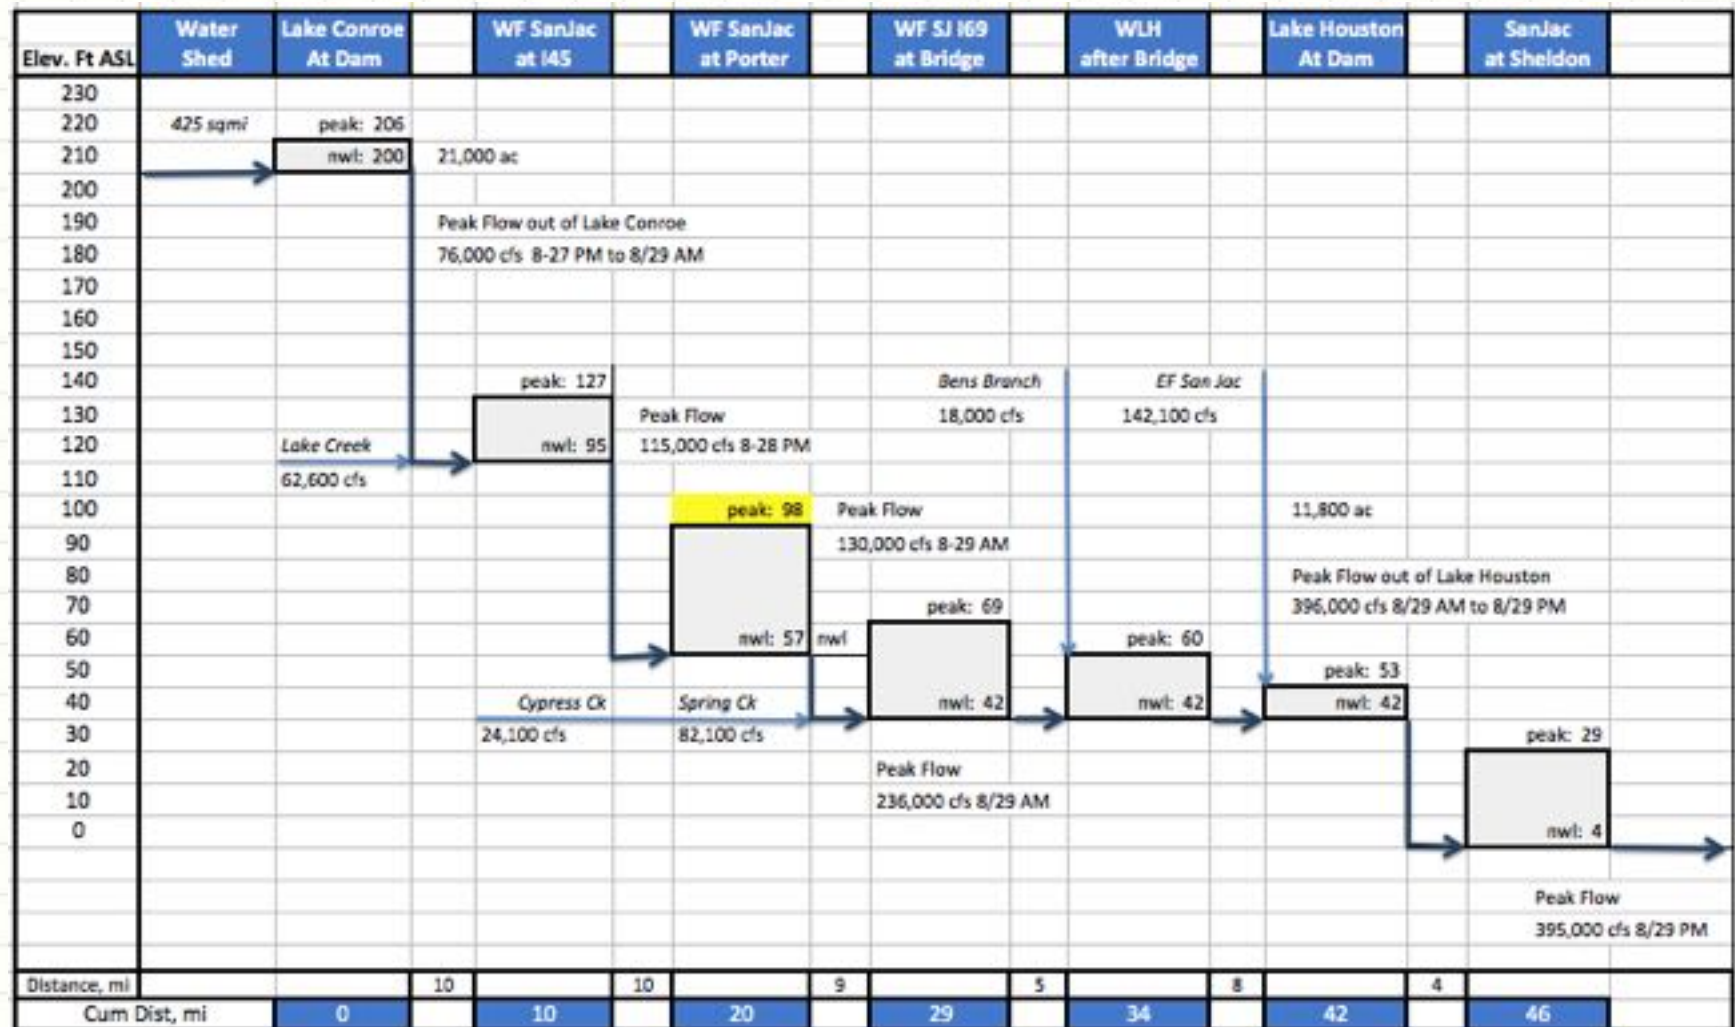 Water Lake Conroe WF SanJac WF SanJac WF SJ I69 WLH Lake Houston SanJac
Elev. Ft ASL Shed At Dam at I45 at Porter at Bridge after Bridge At Dam at Sheldon
230
220 425 sqmi peak: 206
210 nwl: 200 21,000 ac
200
190 Peak Flow out of Lake Conroe
180 76,000 cfs 8-27 PM to 8/29 AM
170
160
150
140 peak: 127 Bens Branch EF San Jac
130 Peak Flow 18,000 cfs 142,100 cfs
120 Lake Creek nwl: 95 115,000 cfs 8-28 PM
110 62,600 cfs
100 peak: 98 Peak Flow 11,800 ac
90 130,000 cfs 8-29 AM
80 Peak Flow out of Lake Houston
70 peak: 69 396,000 cfs 8/29 AM to 8/29 PM
60 nwl: 57 nwl peak: 60
50 peak: 53
40 Cypress Ck Spring Ck nwl: 42 nwl: 42 nwl: 42
30 24,100 cfs 82,100 cfs peak: 29
20 Peak Flow
10 236,000 cfs 8/29 AM
0 nwl: 4
Peak Flow
395,000 cfs 8/29 PM
Distance, mi 10 10 9 5 8 4
Cum Dist, mi 0 10 20 29 34 42 46